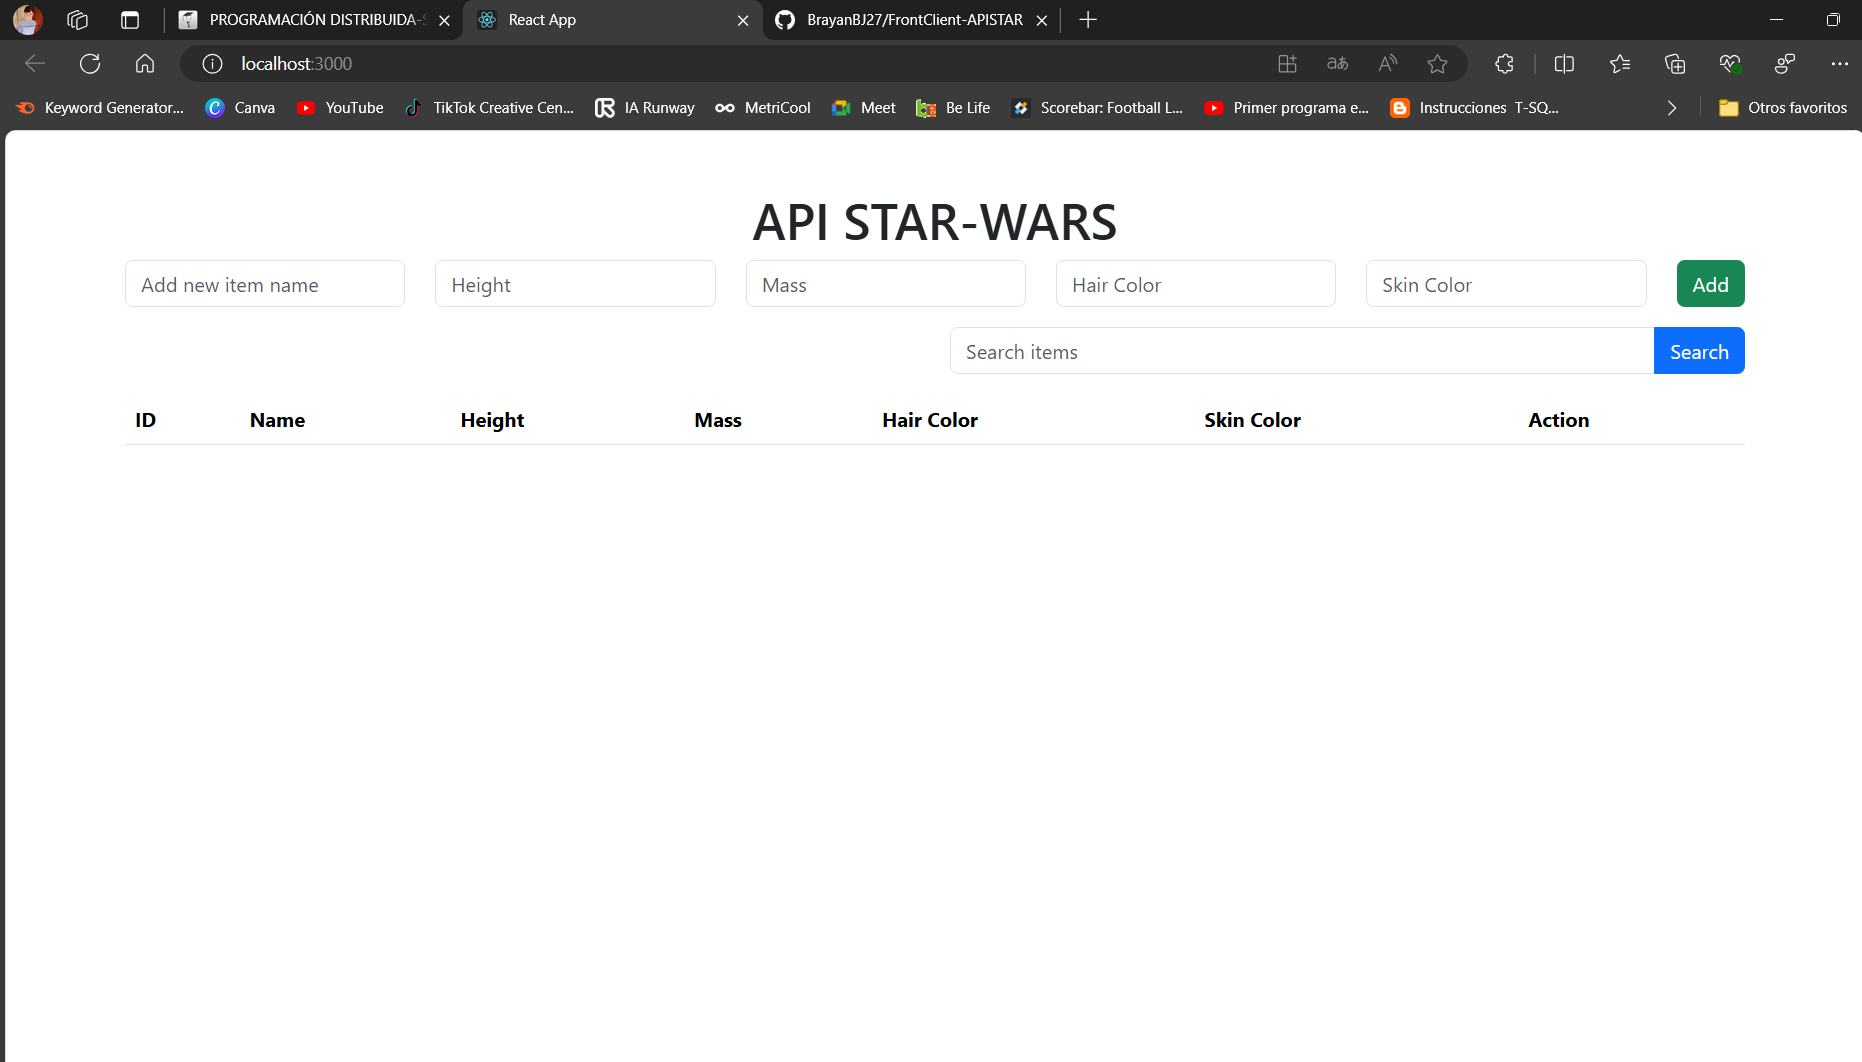 PROGRAMACIÓN DISTRIBUIDA-S
React App
BrayanBJ27/FrontClient-APISTAR
localhost:3000
Keyword Generator... Canva YouTube TikTok Creative Cen... IA Runway MetriCool Meet Be Life Scorebar: Football L... Primer programa e... Instrucciones T-SQ... Otros favoritos
API STAR-WARS
Add new item name Height Mass Hair Color Skin Color Add
Search items Search
ID Name Height Mass Hair Color Skin Color Action